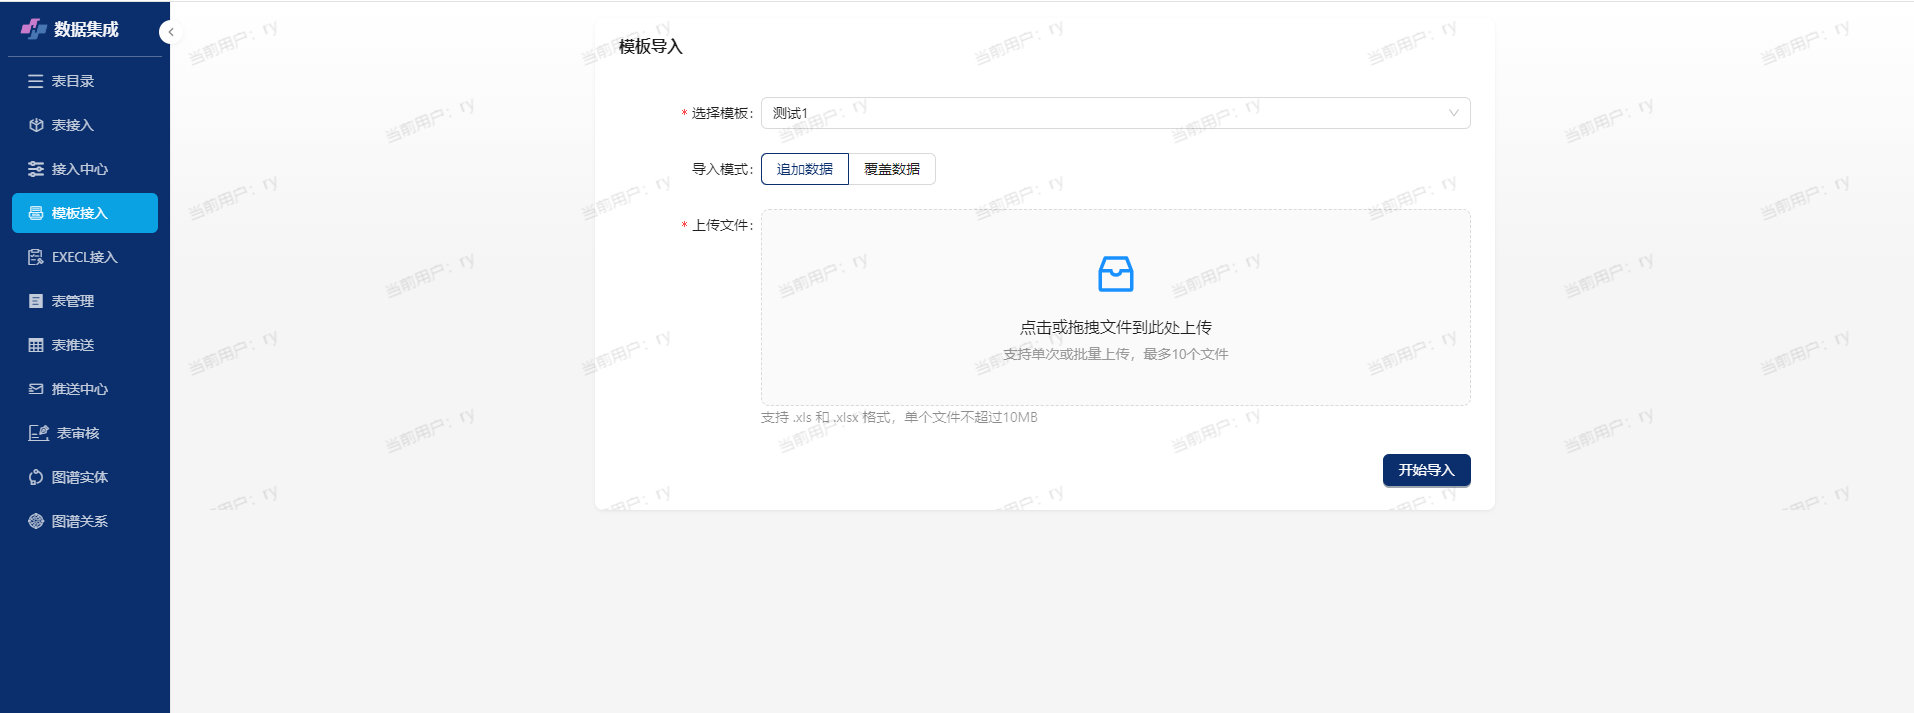 数据集成
表目录
表接入
接入中心
模板接入
EXECL接入
表管理
表推送
推送中心
表审核
图谱实体
图谱关系
模板导入
* 选择模板: 测试1
导入模式: 追加数据 覆盖数据
* 上传文件:
点击或拖拽文件到此处上传
支持单次或批量上传，最多10个文件
支持 .xls 和 .xlsx 格式，单个文件不超过10MB
开始导入
当前用户：ry